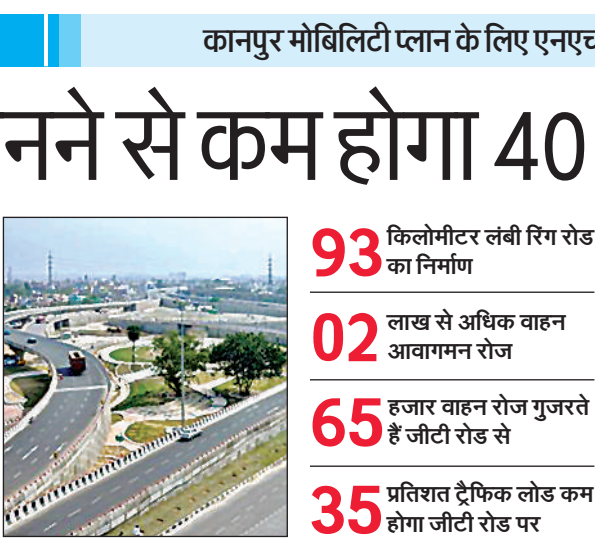 कानपुर मोबिलिटी प्लान के लिए एनएच
नने से कम होगा 40
93 किलोमीटर लंबी रिंग रोड
का निर्माण
02 लाख से अधिक वाहन
आवागमन रोज
65 हजार वाहन रोज गुजरते
हैं जीटी रोड से
35 प्रतिशत ट्रैफिक लोड कम
होगा जीटी रोड पर